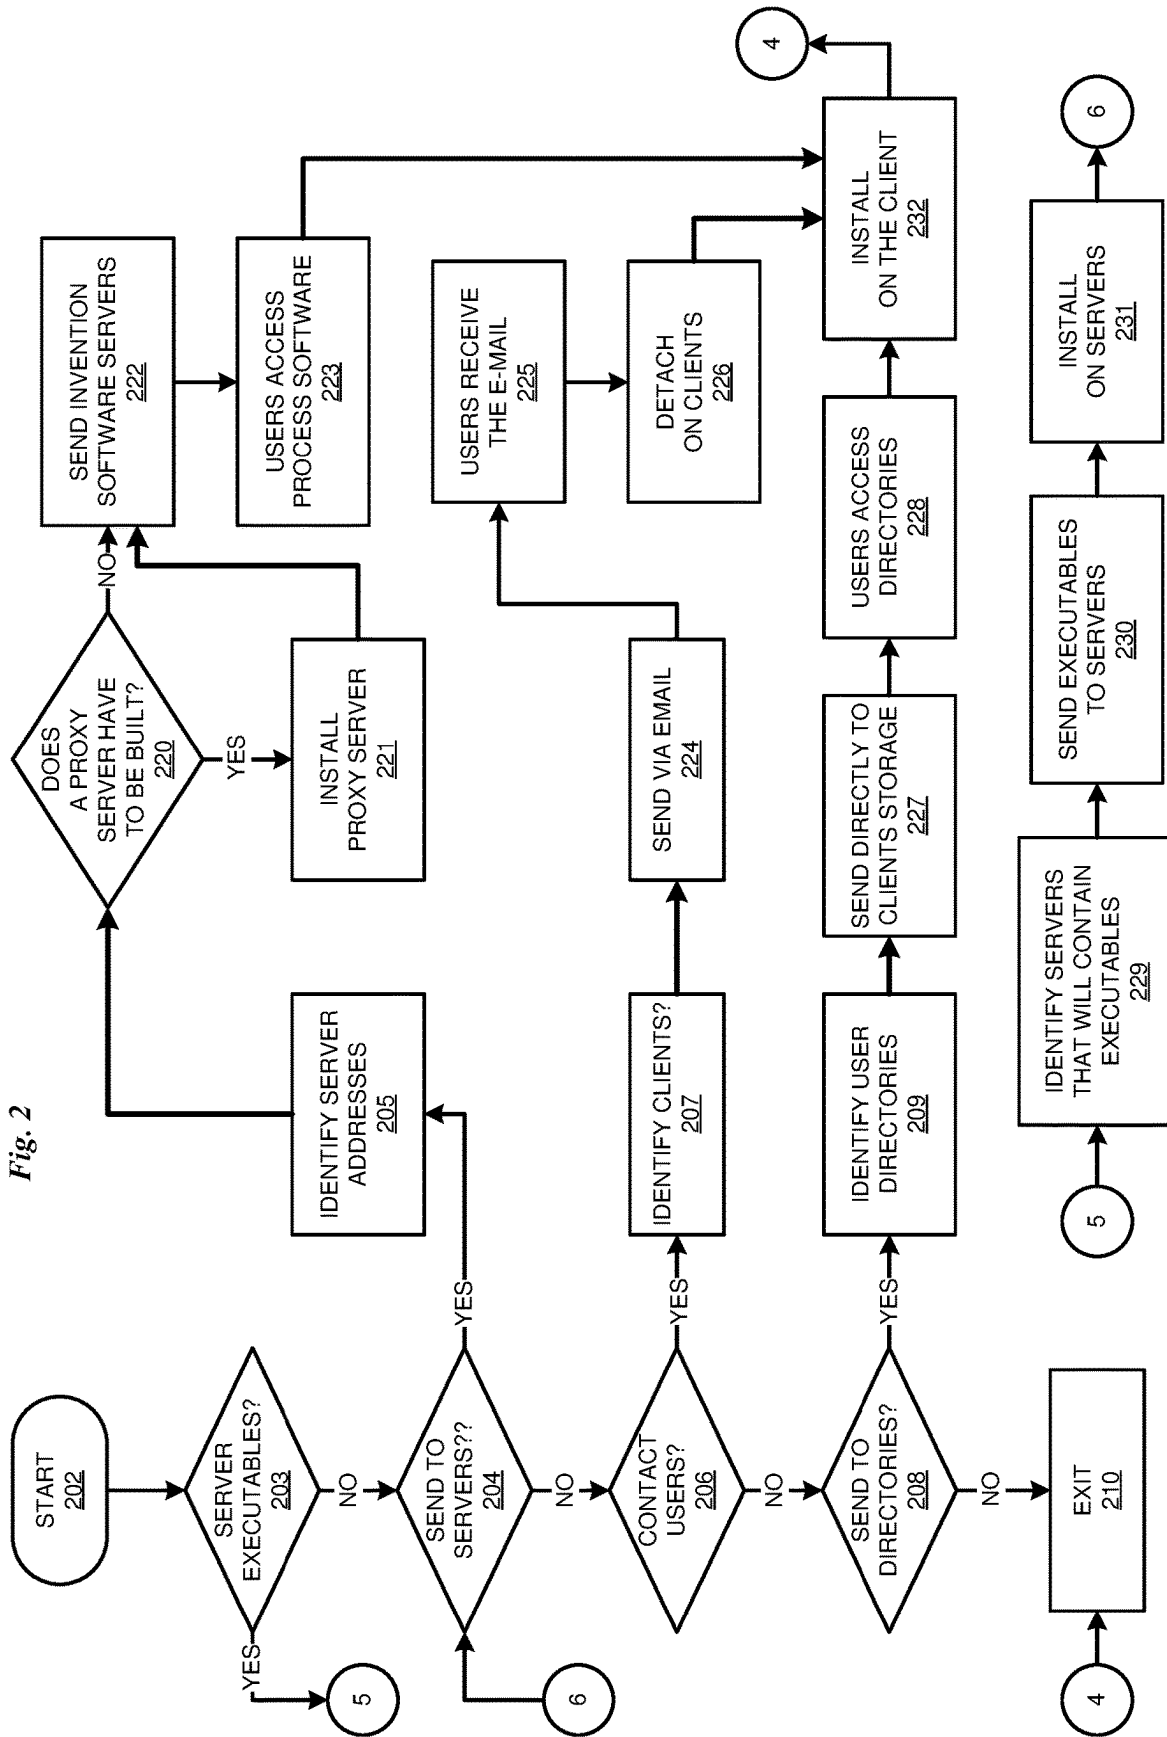 Fig. 2
START
202
SERVER
EXECUTABLES?
203
YES
5
NO
6
SEND TO
SERVERS??
204
YES
NO
CONTACT
USERS?
206
YES
NO
SEND TO
DIRECTORIES?
208
YES
NO
EXIT
210
4
IDENTIFY SERVER
ADDRESSES
205
DOES
A PROXY
SERVER HAVE
TO BE BUILT?
220
NO
YES
INSTALL
PROXY SERVER
221
SEND INVENTION
SOFTWARE SERVERS
222
USERS ACCESS
PROCESS SOFTWARE
223
IDENTIFY CLIENTS?
207
SEND VIA EMAIL
224
USERS RECEIVE
THE E-MAIL
225
DETACH
ON CLIENTS
226
IDENTIFY USER
DIRECTORIES
209
SEND DIRECTLY TO
CLIENTS STORAGE
227
USERS ACCESS
DIRECTORIES
228
INSTALL
ON THE CLIENT
232
4
5
IDENTIFY SERVERS
THAT WILL CONTAIN
EXECUTABLES
229
SEND EXECUTABLES
TO SERVERS
230
INSTALL
ON SERVERS
231
6